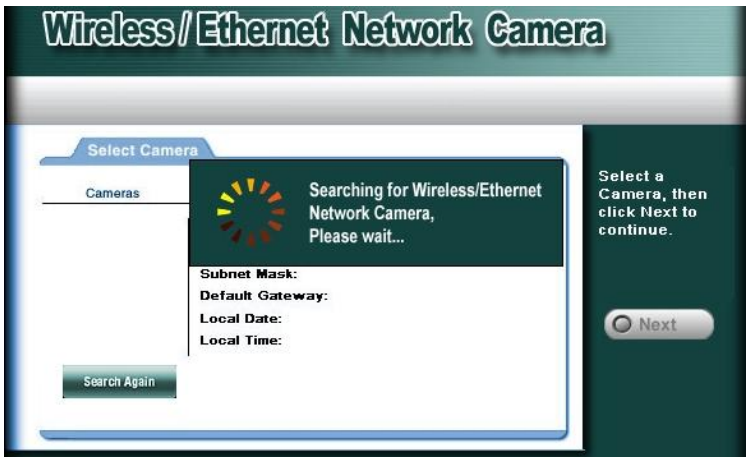 Wireless/Ethernet Network Camera
Select Camera
Cameras
Searching for Wireless/Ethernet
Network Camera,
Please wait...
Subnet Mask:
Default Gateway:
Local Date:
Local Time:
Search Again
Select a
Camera, then
click Next to
continue.
Next